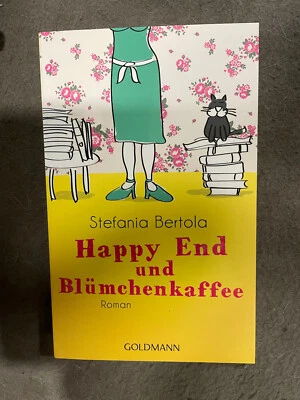 Stefania Bertola
Happy End
und
Blümchenkaffee
Roman
GOLDMANN